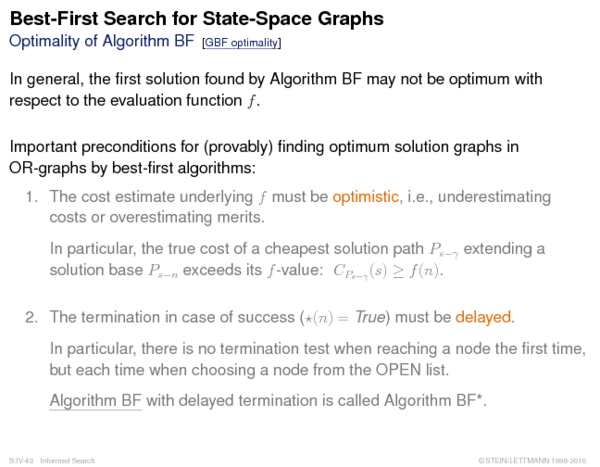 Best-First Search for State-Space Graphs
Optimality of Algorithm BF [GBF optimality]
In general, the first solution found by Algorithm BF may not be optimum with
respect to the evaluation function f.
Important preconditions for (provably) finding optimum solution graphs in
OR-graphs by best-first algorithms:
1. The cost estimate underlying f must be optimistic, i.e., underestimating
costs or overestimating merits.
In particular, the true cost of a cheapest solution path P_{s−γ} extending a
solution base P_{s−n} exceeds its f-value: C_{P_{s−γ}}(s) ≥ f(n).
2. The termination in case of success (⋆(n) = True) must be delayed.
In particular, there is no termination test when reaching a node the first time,
but each time when choosing a node from the OPEN list.
Algorithm BF with delayed termination is called Algorithm BF*.
S:IV-43 Informed Search © STEIN/LETTMANN 1998-2016